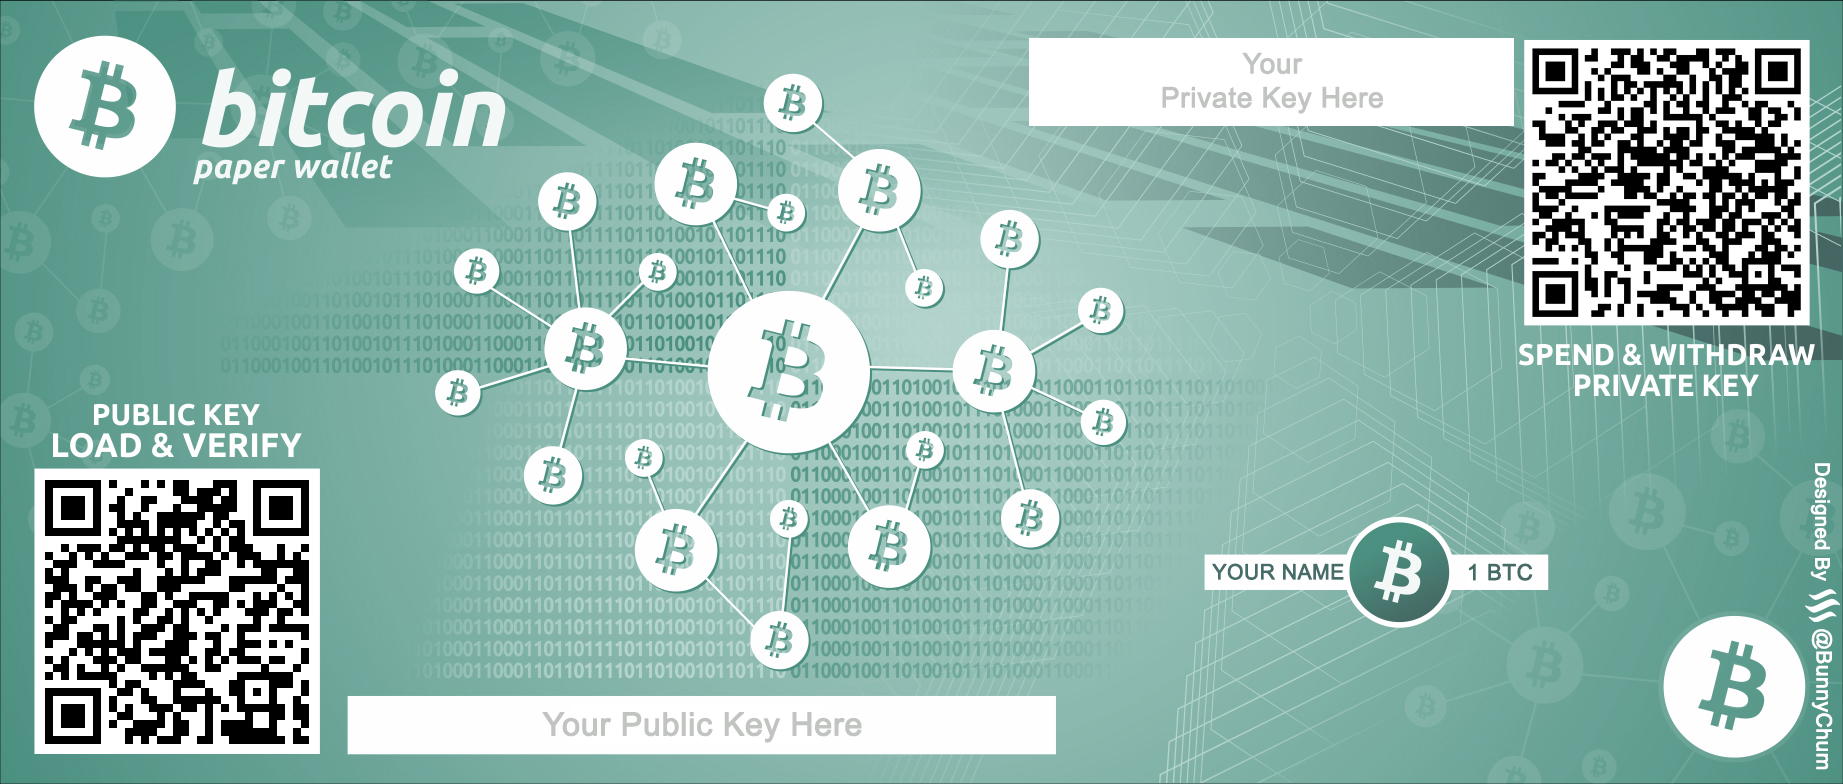 bitcoin
paper wallet
Your
Private Key Here
SPEND & WITHDRAW
PRIVATE KEY
PUBLIC KEY
LOAD & VERIFY
YOUR NAME
1 BTC
Your Public Key Here
Designed By @BunnyChum